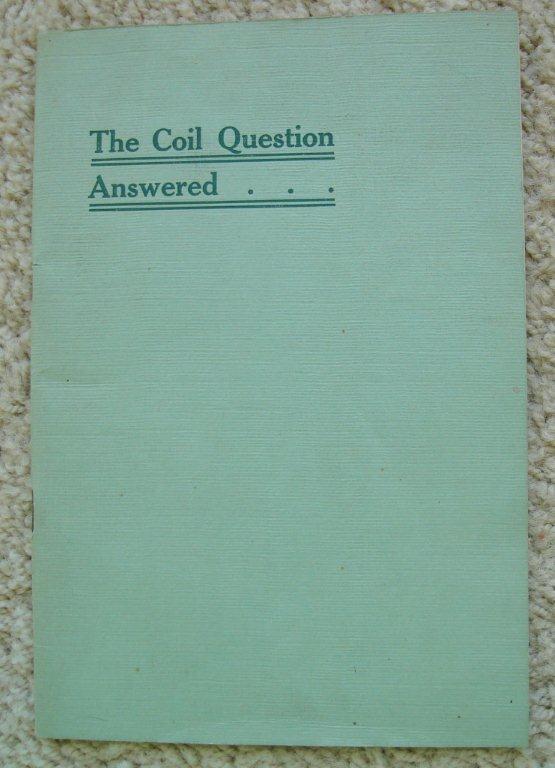 The Coil Question
Answered . . .